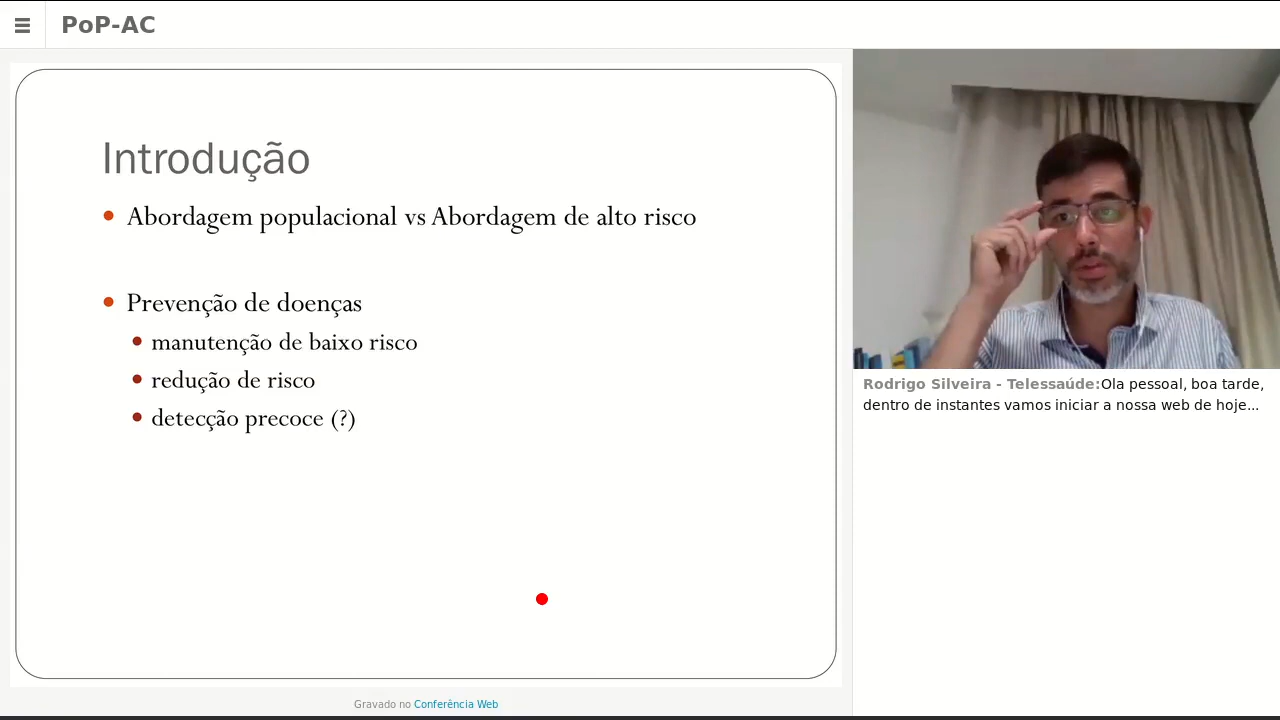 PoP-AC
Introdução
Abordagem populacional vs Abordagem de alto risco
Prevenção de doenças
manutenção de baixo risco
redução de risco
detecção precoce (?)
Rodrigo Silveira - Telessaúde:Ola pessoal, boa tarde,
dentro de instantes vamos iniciar a nossa web de hoje...
Gravado no Conferência Web